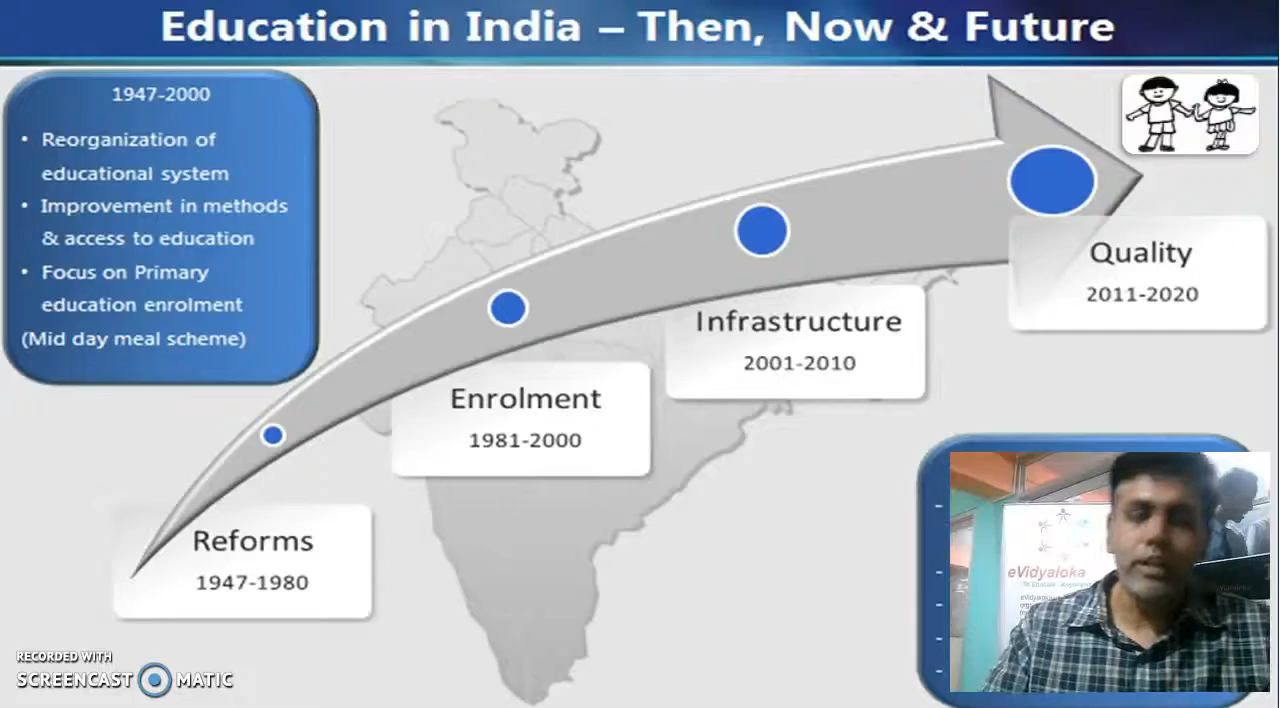 Education in India – Then, Now & Future
1947-2000
• Reorganization of
educational system
• Improvement in methods
& access to education
• Focus on Primary
education enrolment
(Mid day meal scheme)
Quality
2011-2020
Infrastructure
2001-2010
Enrolment
1981-2000
Reforms
1947-1980
eVidyaloka
RECORDED WITH
SCREENCAST MATIC